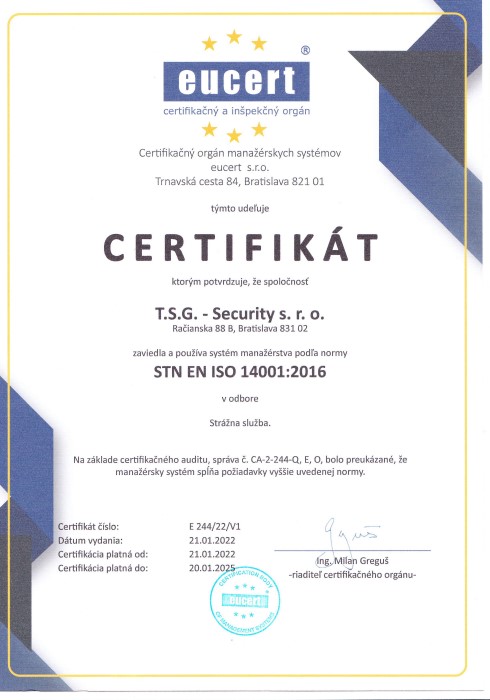 ®
eucert
certifikačný a inšpekčný orgán
Certifikačný orgán manažérskych systémov
eucert s.r.o.
Trnavská cesta 84, Bratislava 821 01
týmto udeľuje
CERTIFIKÁT
ktorým potvrdzuje, že spoločnosť
T.S.G. - Security s. r. o.
Račianska 88 B, Bratislava 831 02
zaviedla a používa systém manažérstva podľa normy
STN EN ISO 14001:2016
v odbore
Strážna služba.
Na základe certifikačného auditu, správa č. CA-2-244-Q, E, O, bolo preukázané, že
manažérsky systém spĺňa požiadavky vyššie uvedenej normy.
Certifikát číslo: E 244/22/V1
Dátum vydania: 21.01.2022
Certifikácia platná od: 21.01.2022
Certifikácia platná do: 20.01.2025
Ing. Milan Greguš
-riaditeľ certifikačného orgánu-
CERTIFICATION BODY
eucert
OF MANAGEMENT SYSTEMS